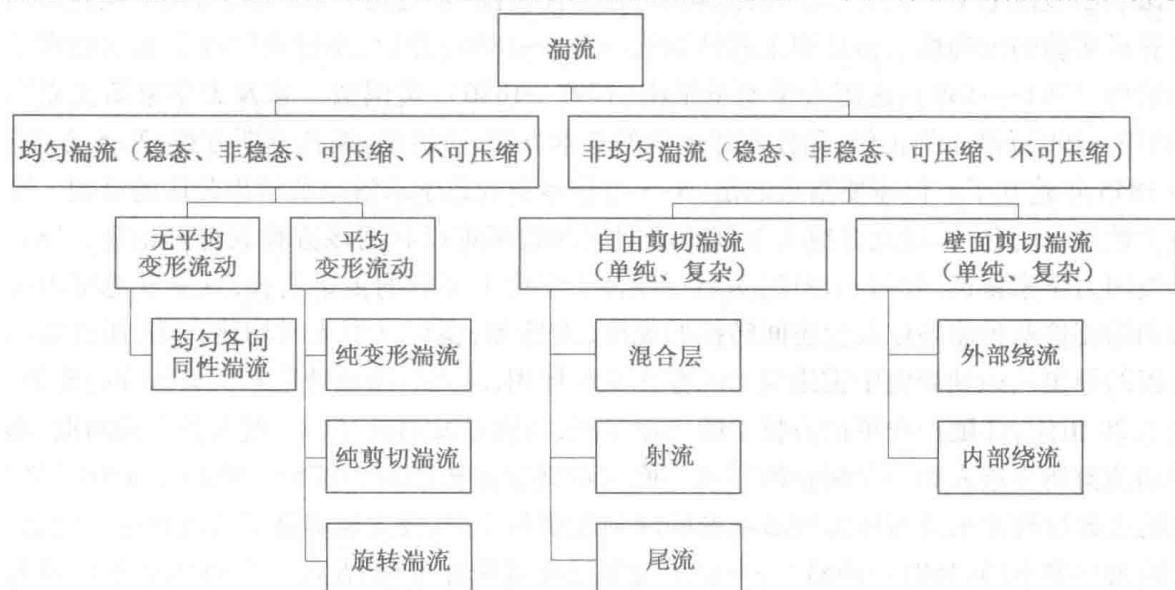 湍流
均匀湍流（稳态、非稳态、可压缩、不可压缩）
非均匀湍流（稳态、非稳态、可压缩、不可压缩）
无平均
变形流动
平均
变形流动
自由剪切湍流
（单纯、复杂）
壁面剪切湍流
（单纯、复杂）
均匀各向
同性湍流
纯变形湍流
混合层
外部绕流
纯剪切湍流
射流
内部绕流
旋转湍流
尾流